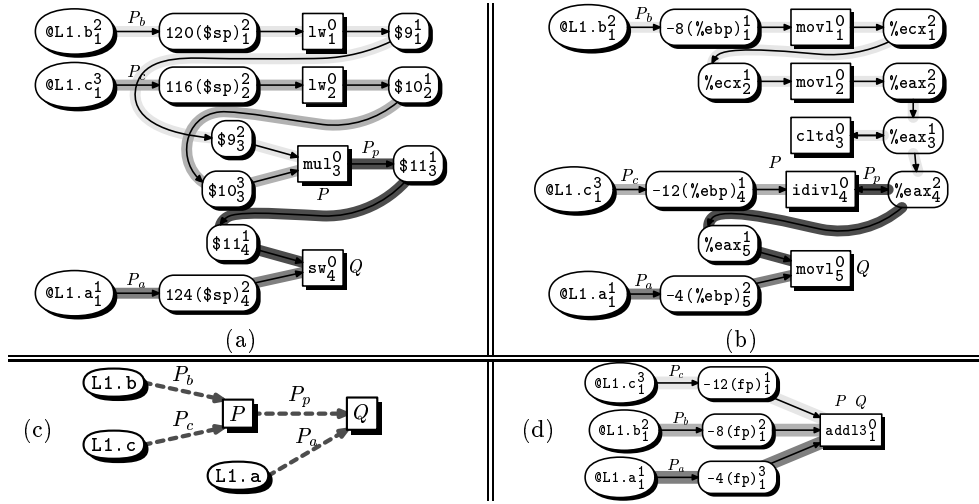 @L1.b²₁ P_b 120($sp)²₁ lw⁰₁ $9¹₁
@L1.c³₁ P_c 116($sp)²₂ lw⁰₂ $10¹₂
$9²₃
mul⁰₃ P_p $11¹₃
$10³₃ P
$11¹₄
sw⁰₄ Q
@L1.a¹₁ P_a 124($sp)²₄
(a)
@L1.b²₁ P_b -8(%ebp)¹₁ movl⁰₁ %ecx²₁
%ecx¹₂ movl⁰₂ %eax²₂
cltd⁰₃ %eax¹₃
P
@L1.c³₁ P_c -12(%ebp)¹₄ idivl⁰₄ P_p %eax²₄
%eax¹₅
movl⁰₅ Q
@L1.a¹₁ P_a -4(%ebp)²₅
(b)
L1.b P_b
(c) P P_p Q
L1.c P_c P_a
L1.a
@L1.c³₁ P_c -12(fp)¹₁
P Q
(d) @L1.b²₁ P_b -8(fp)²₁ addl3⁰₁
@L1.a¹₁ P_a -4(fp)³₁